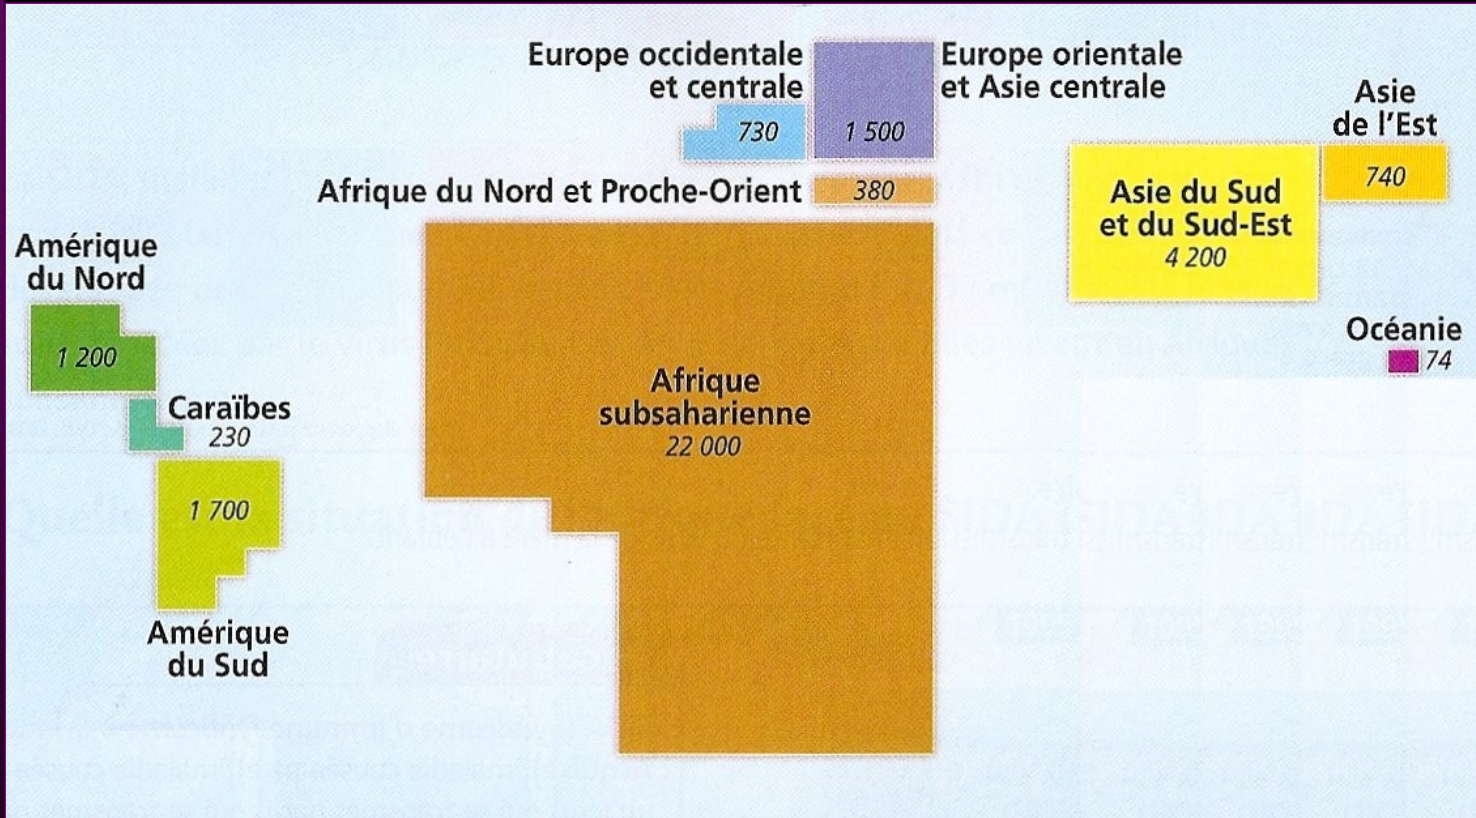 Europe occidentale
et centrale
730
Europe orientale
et Asie centrale
1 500
Asie
de l'Est
740
Afrique du Nord et Proche-Orient
380
Asie du Sud
et du Sud-Est
4 200
Amérique
du Nord
1 200
Océanie
74
Caraïbes
230
Afrique
subsaharienne
22 000
1 700
Amérique
du Sud